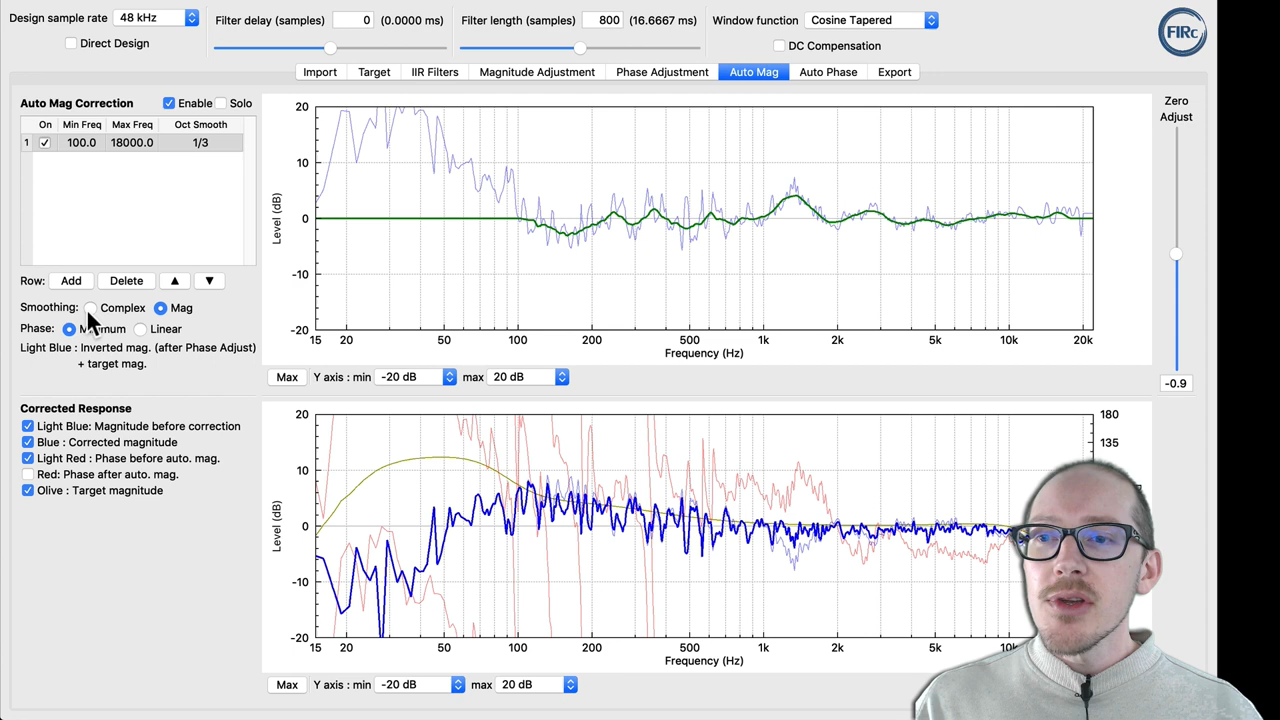 Design sample rate 48 kHz
Direct Design
Filter delay (samples) 0 (0.0000 ms)
Filter length (samples) 800 (16.6667 ms)
Window function Cosine Tapered
DC Compensation
FIRc
Import Target IIR Filters Magnitude Adjustment Phase Adjustment Auto Mag Auto Phase Export
Auto Mag Correction Enable Solo
On Min Freq Max Freq Oct Smooth
1 100.0 18000.0 1/3
Row: Add Delete ▲ ▼
Smoothing: Complex Mag
Phase: Linear
Light Blue : Inverted mag. (after Phase Adjust)
+ target mag.
20
10
0
-10
-20
Level (dB)
15 20 50 100 200 500 1k 2k 5k 10k 20k
Frequency (Hz)
Max Y axis : min -20 dB max 20 dB
Zero
Adjust
-0.9
Corrected Response
Light Blue: Magnitude before correction
Blue : Corrected magnitude
Light Red : Phase before auto. mag.
Red: Phase after auto. mag.
Olive : Target magnitude
20
10
0
-10
-20
Level (dB)
180
135
15 20 50 100 200 500 1k 2k 5k
Frequency (Hz)
Max Y axis : min -20 dB max 20 dB